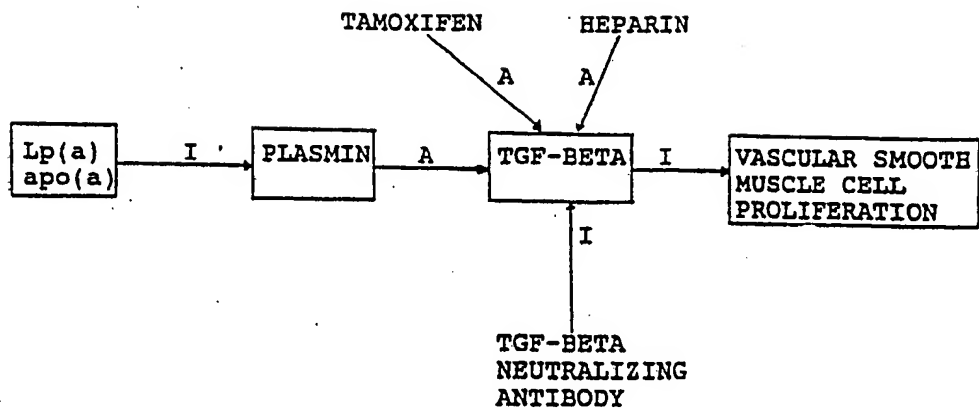 TAMOXIFEN
HEPARIN
A
A
Lp(a)
apo(a)
I
PLASMIN
A
TGF-BETA
I
VASCULAR SMOOTH
MUSCLE CELL
PROLIFERATION
I
TGF-BETA
NEUTRALIZING
ANTIBODY